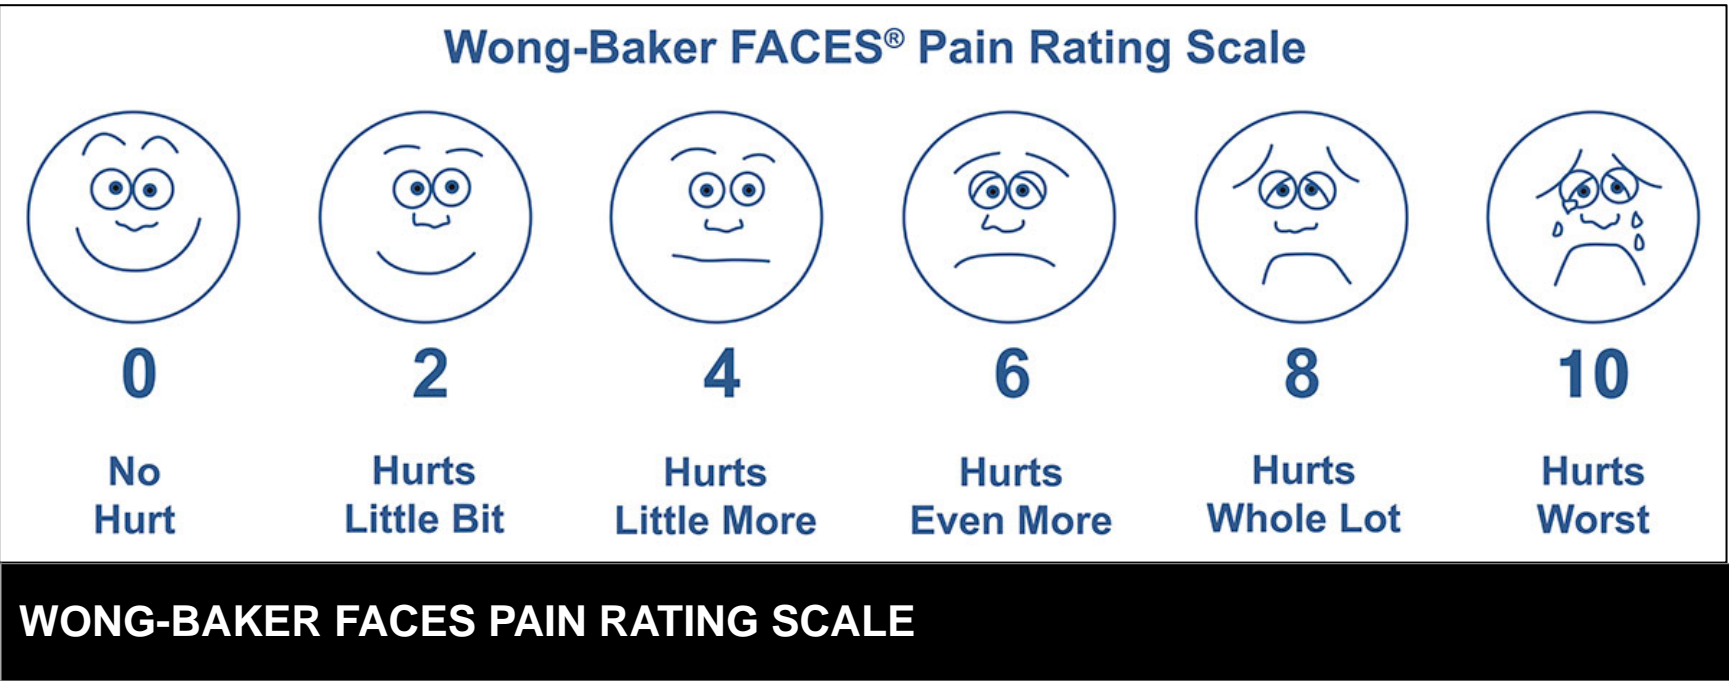 Wong-Baker FACES® Pain Rating Scale
0 2 4 6 8 10
No Hurts Hurts Hurts Hurts Hurts
Hurt Little Bit Little More Even More Whole Lot Worst
WONG-BAKER FACES PAIN RATING SCALE